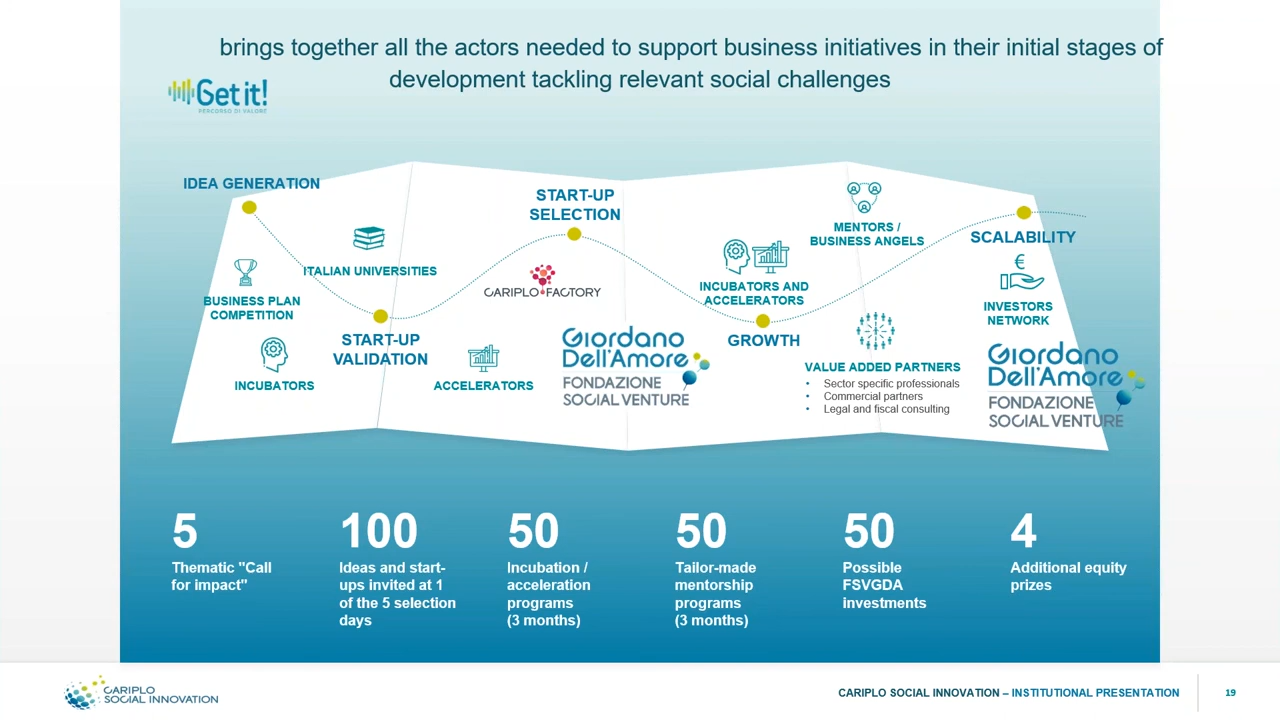 brings together all the actors needed to support business initiatives in their initial stages of
development tackling relevant social challenges
Get it!
PERCORSO DI VALORE
IDEA GENERATION
BUSINESS PLAN
COMPETITION
INCUBATORS
ITALIAN UNIVERSITIES
START-UP
VALIDATION
ACCELERATORS
START-UP
SELECTION
CARIPLO FACTORY
Giordano
Dell'Amore
FONDAZIONE
SOCIAL VENTURE
INCUBATORS AND
ACCELERATORS
GROWTH
MENTORS /
BUSINESS ANGELS
VALUE ADDED PARTNERS
• Sector specific professionals
• Commercial partners
• Legal and fiscal consulting
SCALABILITY
€
INVESTORS
NETWORK
Giordano
Dell'Amore
FONDAZIONE
SOCIAL VENTURE
5
Thematic "Call
for impact"
100
Ideas and start-
ups invited at 1
of the 5 selection
days
50
Incubation /
acceleration
programs
(3 months)
50
Tailor-made
mentorship
programs
(3 months)
50
Possible
FSVGDA
investments
4
Additional equity
prizes
CARIPLO
SOCIAL INNOVATION
CARIPLO SOCIAL INNOVATION – INSTITUTIONAL PRESENTATION
19